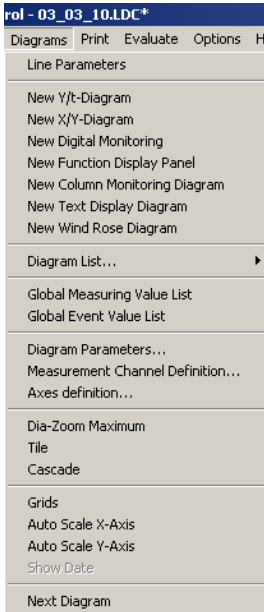 rol - 03_03_10.LDC*
Diagrams Print Evaluate Options H
Line Parameters
New Y/t-Diagram
New X/Y-Diagram
New Digital Monitoring
New Function Display Panel
New Column Monitoring Diagram
New Text Display Diagram
New Wind Rose Diagram
Diagram List...
Global Measuring Value List
Global Event Value List
Diagram Parameters...
Measurement Channel Definition...
Axes definition...
Dia-Zoom Maximum
Tile
Cascade
Grids
Auto Scale X-Axis
Auto Scale Y-Axis
Show Date
Next Diagram